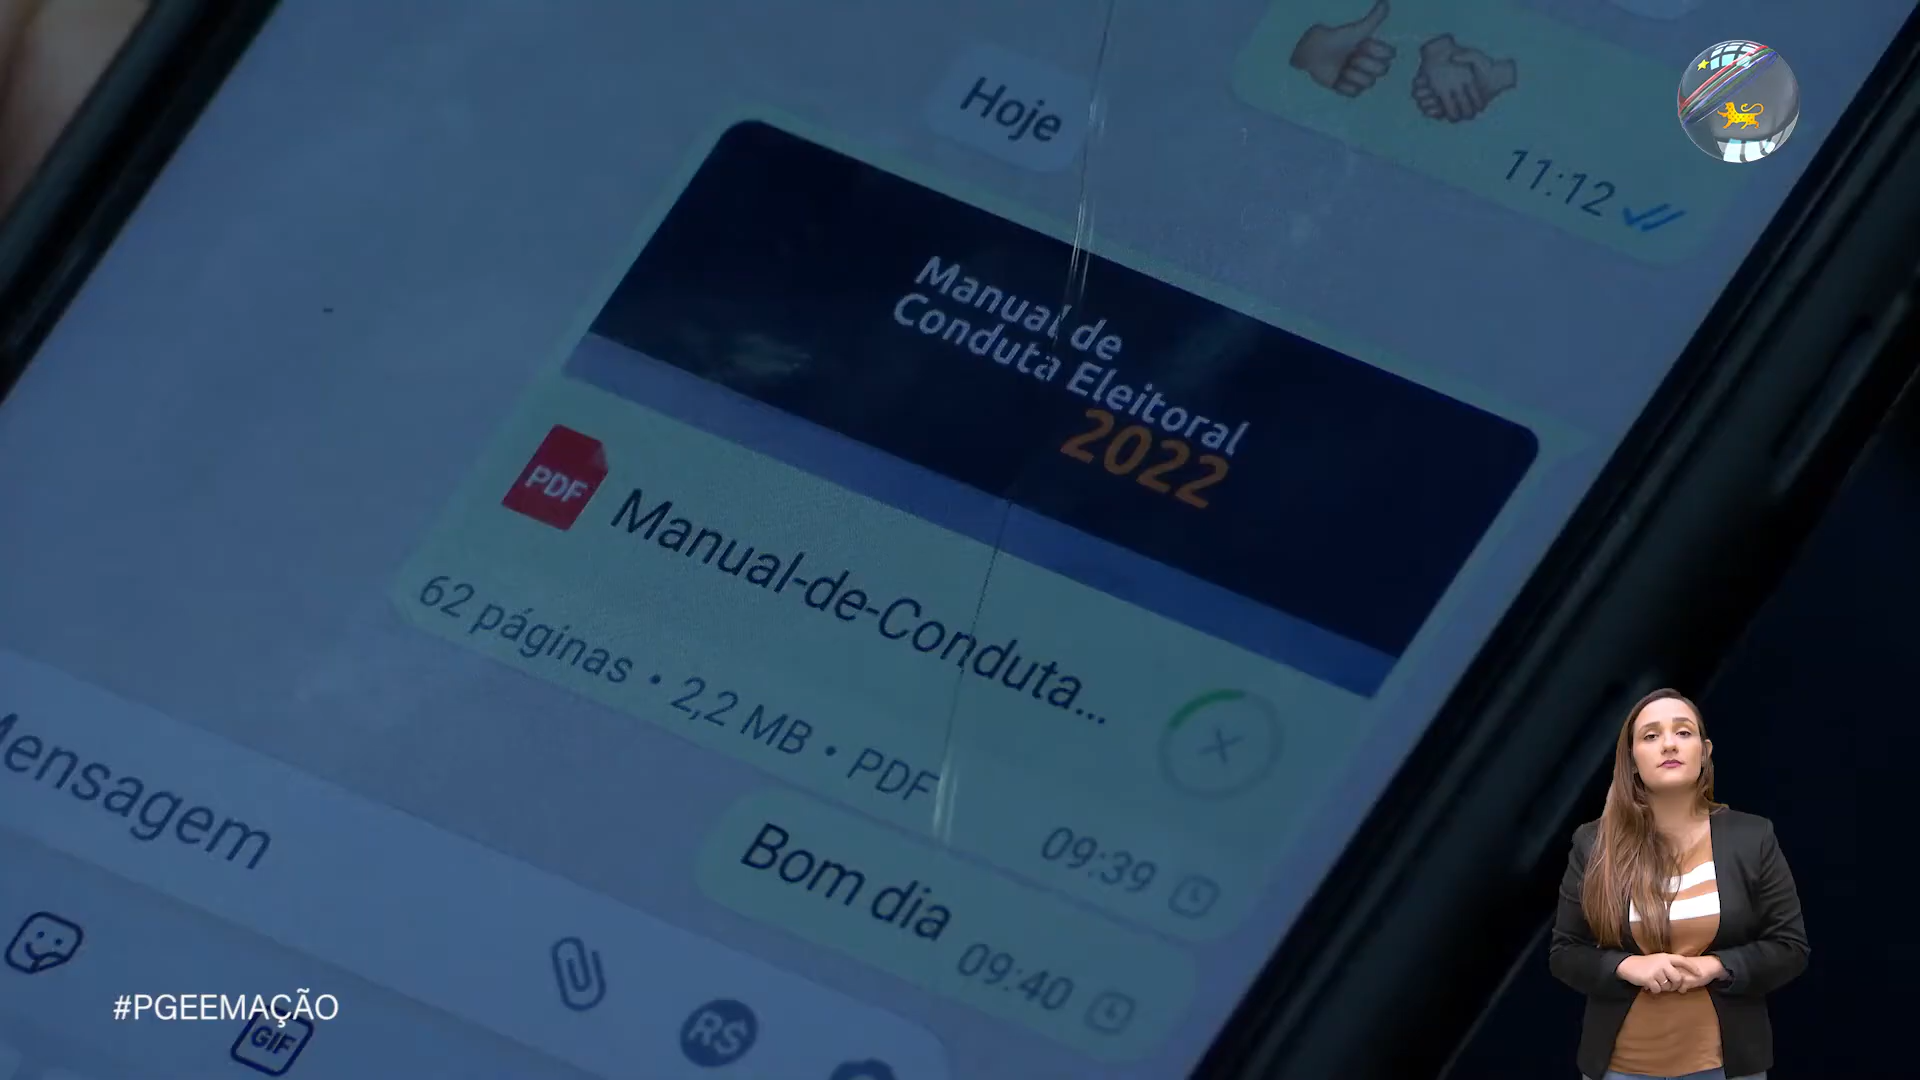 11:12
Hoje
Manual de
Conduta Eleitoral
2022
PDF
Manual-de-Conduta...
62 páginas • 2,2 MB • PDF
09:39
Bom dia
09:40
Mensagem
R$
GIF
#PGEEMAÇÃO